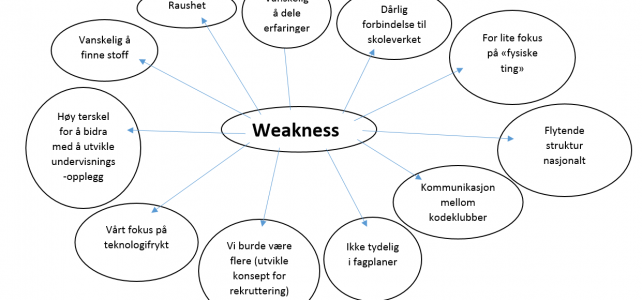 Raushet
Vanskelig
å dele
erfaringer
Dårlig
forbindelse til
skoleverket
For lite fokus
på «fysiske
ting»
Vanskelig å
finne stoff
Weakness
Høy terskel
for å bidra
med å utvikle
undervisnings
-opplegg
Flytende
struktur
nasjonalt
Kommunikasjon
mellom
kodeklubber
Vårt fokus på
teknologifrykt
Vi burde være
flere (utvikle
konsept for
rekruttering)
Ikke tydelig
i fagplaner